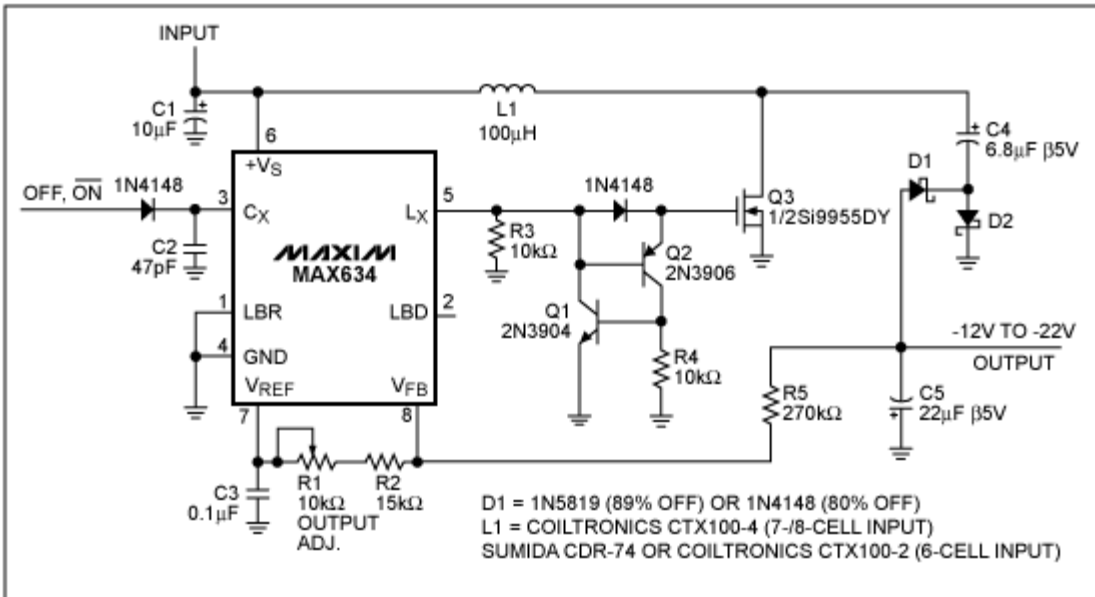 INPUT
C1
10μF
L1
100μH
C4
6.8μF β5V
6
+VS
OFF, ON
1N4148
3
CX
C2
47pF
MAXIM
MAX634
5
LX
R3
10kΩ
1N4148
Q3
1/2Si9955DY
D1
D2
Q2
2N3906
Q1
2N3904
1
LBR
LBD
2
4
GND
VREF
VFB
7
8
R4
10kΩ
-12V TO -22V
OUTPUT
R5
270kΩ
C5
22μF β5V
C3
0.1μF
R1
10kΩ
OUTPUT
ADJ.
R2
15kΩ
D1 = 1N5819 (89% OFF) OR 1N4148 (80% OFF)
L1 = COILTRONICS CTX100-4 (7-/8-CELL INPUT)
SUMIDA CDR-74 OR COILTRONICS CTX100-2 (6-CELL INPUT)